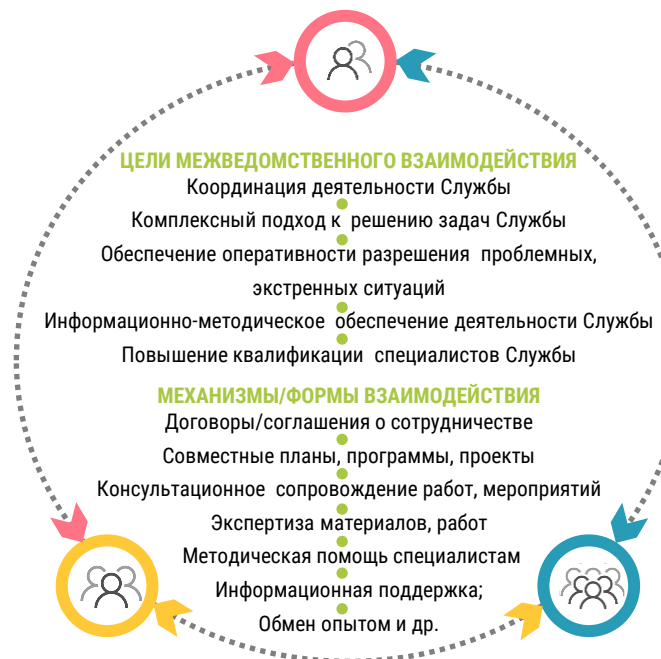 ЦЕЛИ МЕЖВЕДОМСТВЕННОГО ВЗАИМОДЕЙСТВИЯ
Координация деятельности Службы
Комплексный подход к решению задач Службы
Обеспечение оперативности разрешения проблемных,
экстренных ситуаций
Информационно-методическое обеспечение деятельности Службы
Повышение квалификации специалистов Службы
МЕХАНИЗМЫ/ФОРМЫ ВЗАИМОДЕЙСТВИЯ
Договоры/соглашения о сотрудничестве
Совместные планы, программы, проекты
Консультационное сопровождение работ, мероприятий
Экспертиза материалов, работ
Методическая помощь специалистам
Информационная поддержка;
Обмен опытом и др.